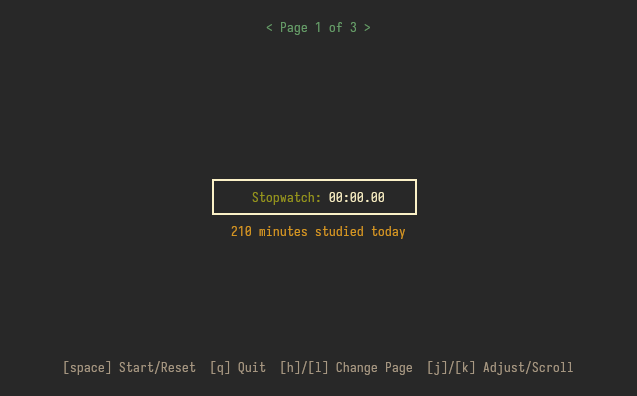 < Page 1 of 3 >
Stopwatch: 00:00.00
210 minutes studied today
[space] Start/Reset [q] Quit [h]/[l] Change Page [j]/[k] Adjust/Scroll